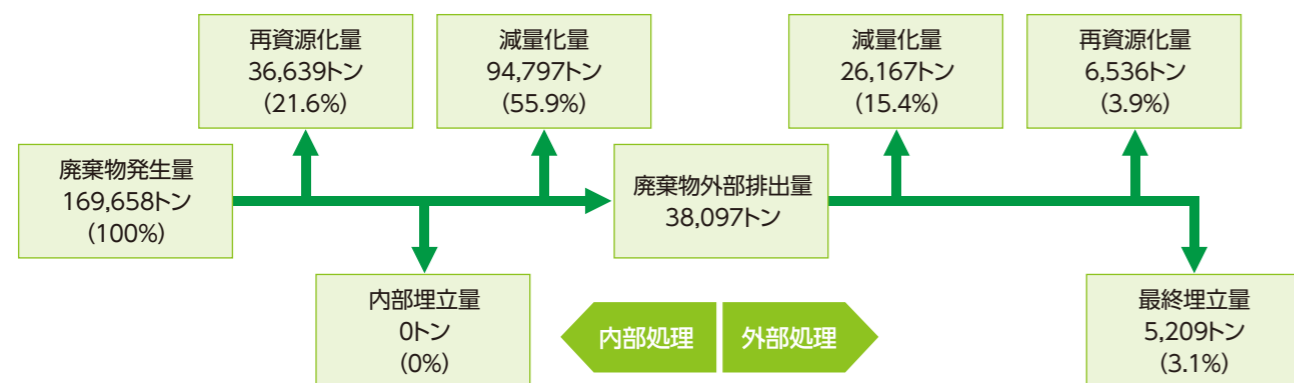 再資源化量
36,639トン
(21.6%)
減量化量
94,797トン
(55.9%)
減量化量
26,167トン
(15.4%)
再資源化量
6,536トン
(3.9%)
廃棄物発生量
169,658トン
(100%)
廃棄物外部排出量
38,097トン
内部埋立量
0トン
(0%)
内部処理
外部処理
最終埋立量
5,209トン
(3.1%)